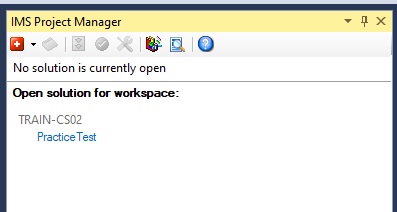 IMS Project Manager
No solution is currently open
Open solution for workspace:
TRAIN-CS02
PracticeTest